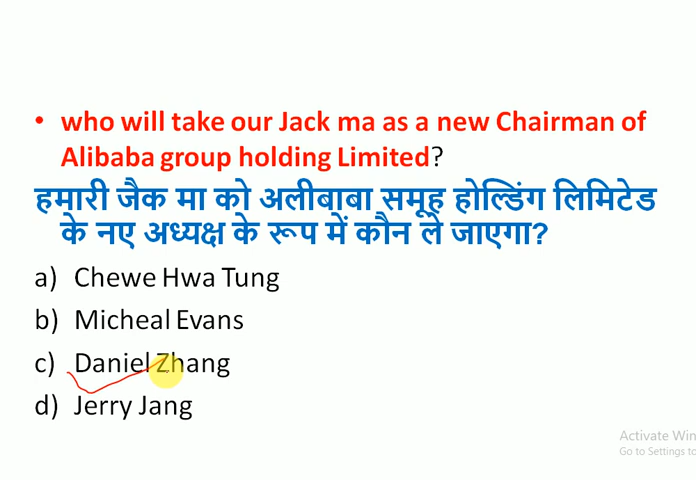 • who will take our Jack ma as a new Chairman of
Alibaba group holding Limited?
हमारी जैक मा को अलीबाबा समूह होल्डिंग लिमिटेड
के नए अध्यक्ष के रूप में कौन ले जाएगा?
a) Chewe Hwa Tung
b) Micheal Evans
c) Daniel Zhang
d) Jerry Jang
Activate Win
Go to Settings to